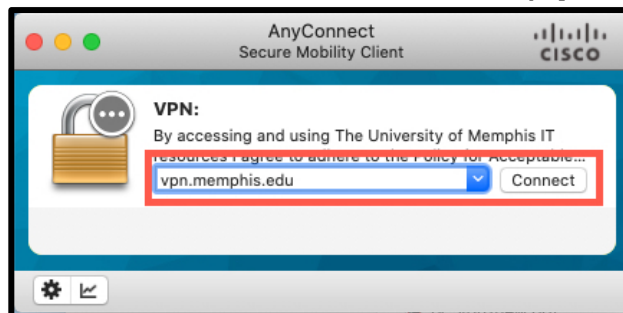 AnyConnect
Secure Mobility Client
CISCO
VPN:
By accessing and using The University of Memphis IT
resources I agree to adhere to the Policy for Acceptable...
vpn.memphis.edu
Connect